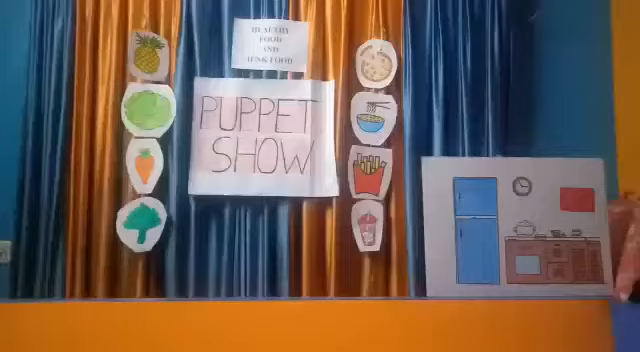 HEALTHY
FOOD
AND
JUNK FOOD
PUPPET
SHOW